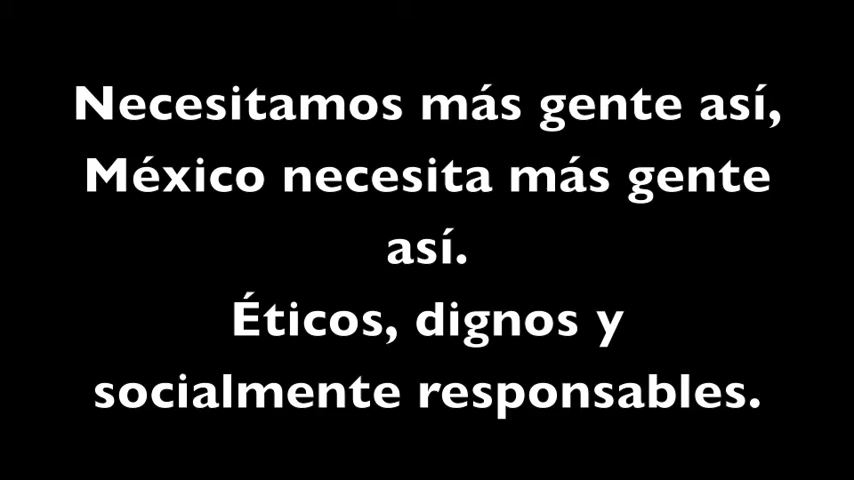 Necesitamos más gente así,
México necesita más gente
así.
Éticos, dignos y
socialmente responsables.